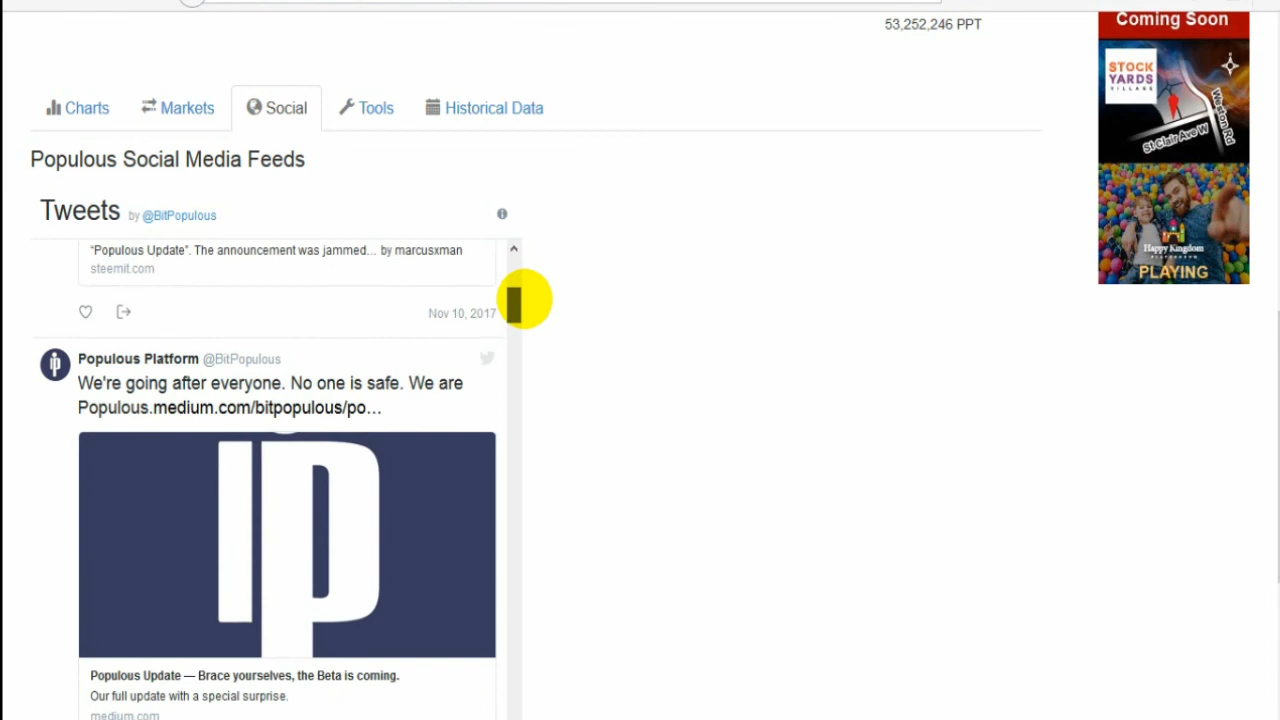 Coming Soon
53,252,246 PPT
STOCK
YARDS
VILLAGE
Weston Rd
St Clair Ave W
Charts
Markets
Social
Tools
Historical Data
Populous Social Media Feeds
Tweets by @BitPopulous
“Populous Update”. The announcement was jammed... by marcusxman
steemit.com
Nov 10, 2017
Happy Kingdom
PLAYING
Populous Platform @BitPopulous
We're going after everyone. No one is safe. We are
Populous.medium.com/bitpopulous/po…
Populous Update — Brace yourselves, the Beta is coming.
Our full update with a special surprise.
medium.com